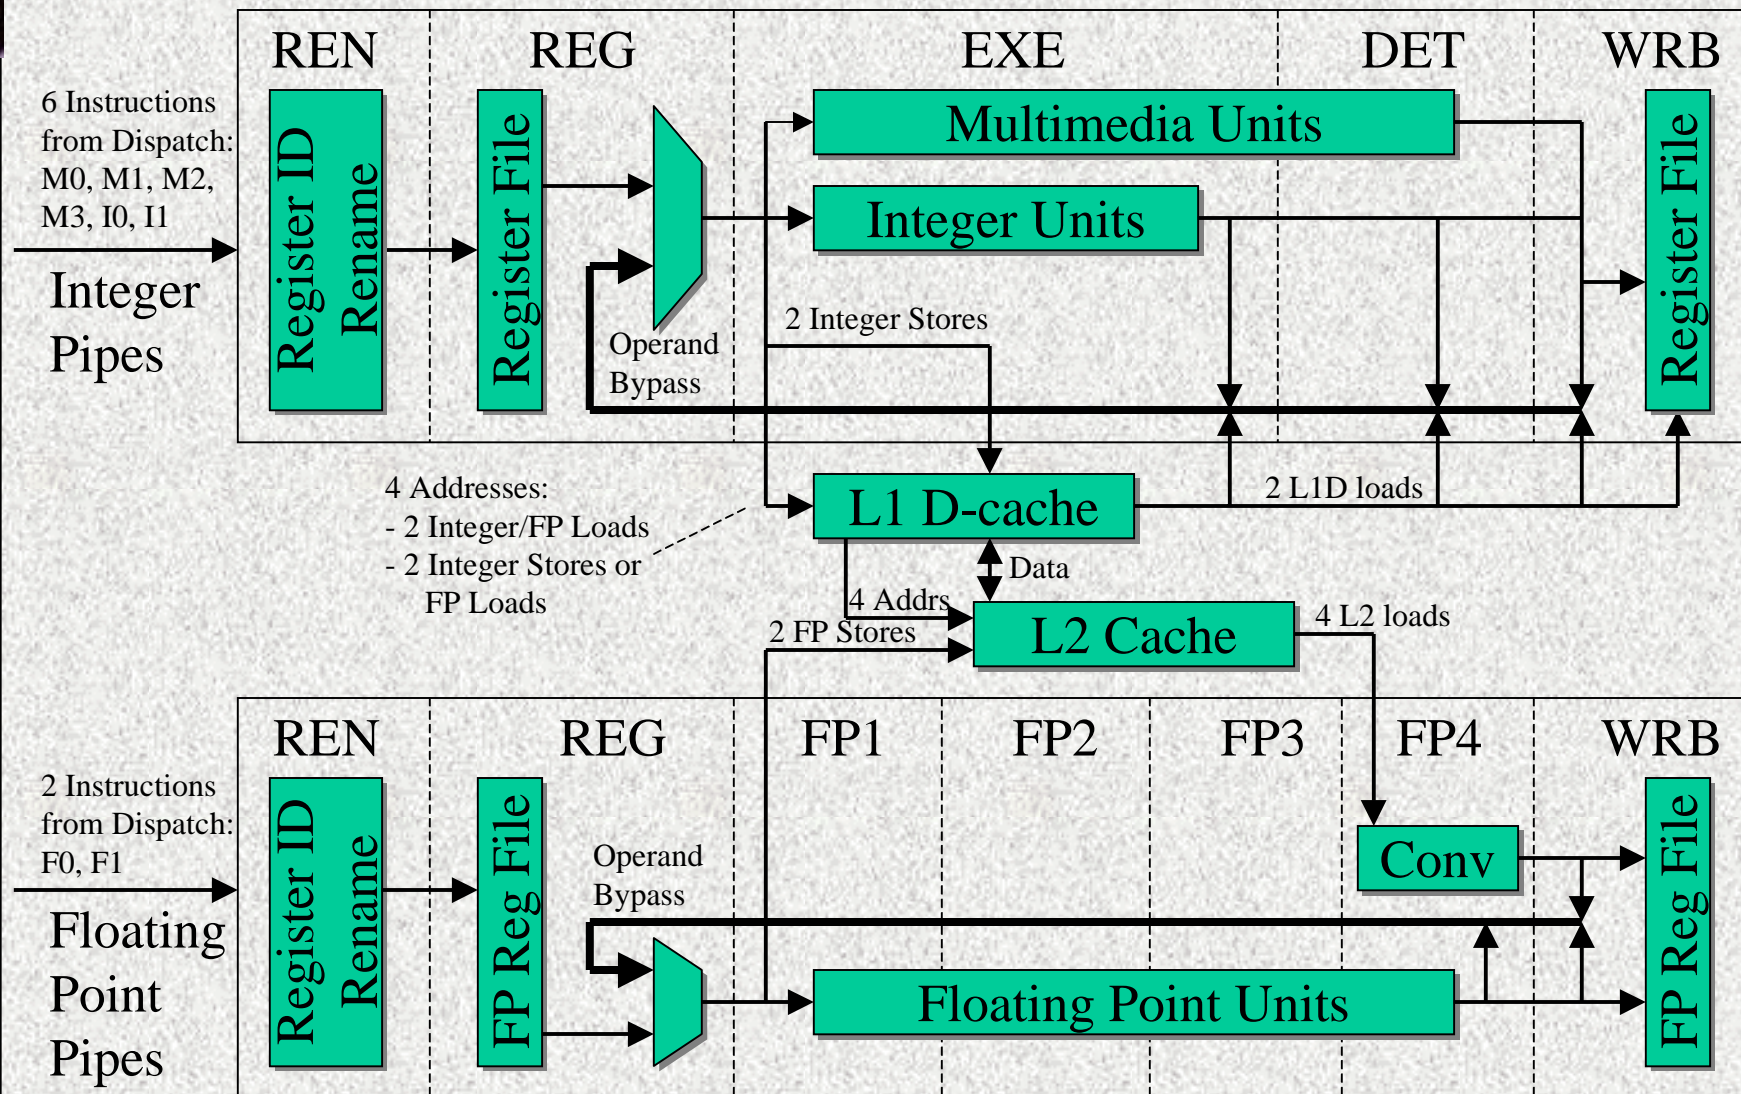 REN
REG
EXE
DET
WRB
6 Instructions
from Dispatch:
M0, M1, M2,
M3, I0, I1
Integer
Pipes
Register ID
Rename
Register File
Operand
Bypass
Multimedia Units
Integer Units
2 Integer Stores
Register File
4 Addresses:
- 2 Integer/FP Loads
- 2 Integer Stores or
FP Loads
L1 D-cache
2 L1D loads
Data
4 Addrs
2 FP Stores
L2 Cache
4 L2 loads
REN
REG
FP1
FP2
FP3
FP4
WRB
2 Instructions
from Dispatch:
F0, F1
Floating
Point
Pipes
Register ID
Rename
FP Reg File
Operand
Bypass
Conv
Floating Point Units
FP Reg File